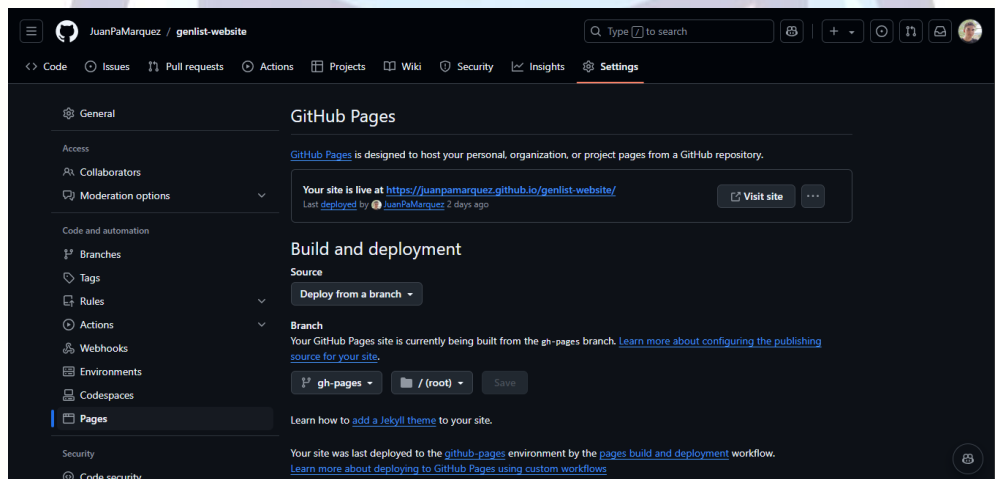 JuanPaMarquez / genlist-website
Type / to search
Code Issues Pull requests Actions Projects Wiki Security Insights Settings
General
Access
Collaborators
Moderation options
Code and automation
Branches
Tags
Rules
Actions
Webhooks
Environments
Codespaces
Pages
Security
Code security
GitHub Pages
GitHub Pages is designed to host your personal, organization, or project pages from a GitHub repository.
Your site is live at https://juanpamarquez.github.io/genlist-website/
Last deployed by JuanPaMarquez 2 days ago
Visit site
Build and deployment
Source
Deploy from a branch
Branch
Your GitHub Pages site is currently being built from the gh-pages branch. Learn more about configuring the publishing
source for your site.
gh-pages / (root) Save
Learn how to add a Jekyll theme to your site.
Your site was last deployed to the github-pages environment by the pages build and deployment workflow.
Learn more about deploying to GitHub Pages using custom workflows